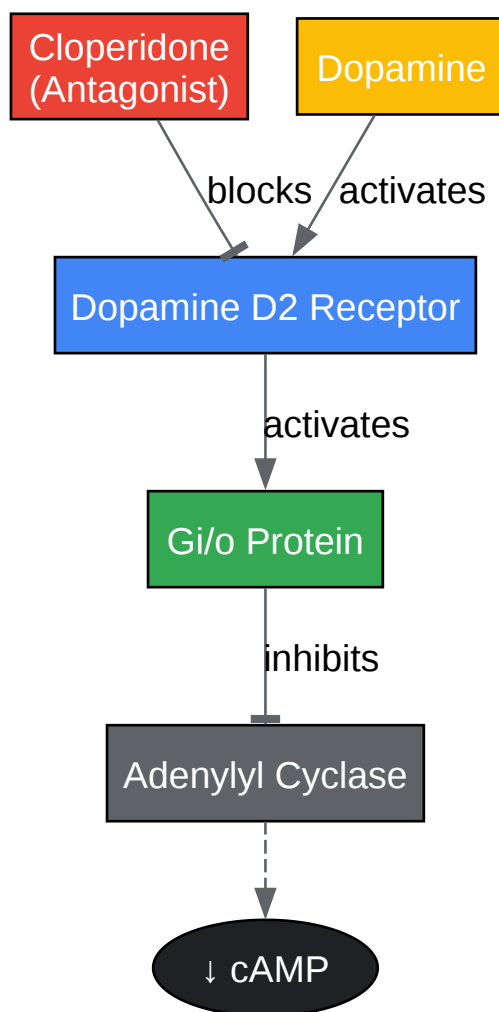 Cloperidone
(Antagonist)
Dopamine
blocks
activates
Dopamine D2 Receptor
activates
Gi/o Protein
inhibits
Adenylyl Cyclase
↓ cAMP